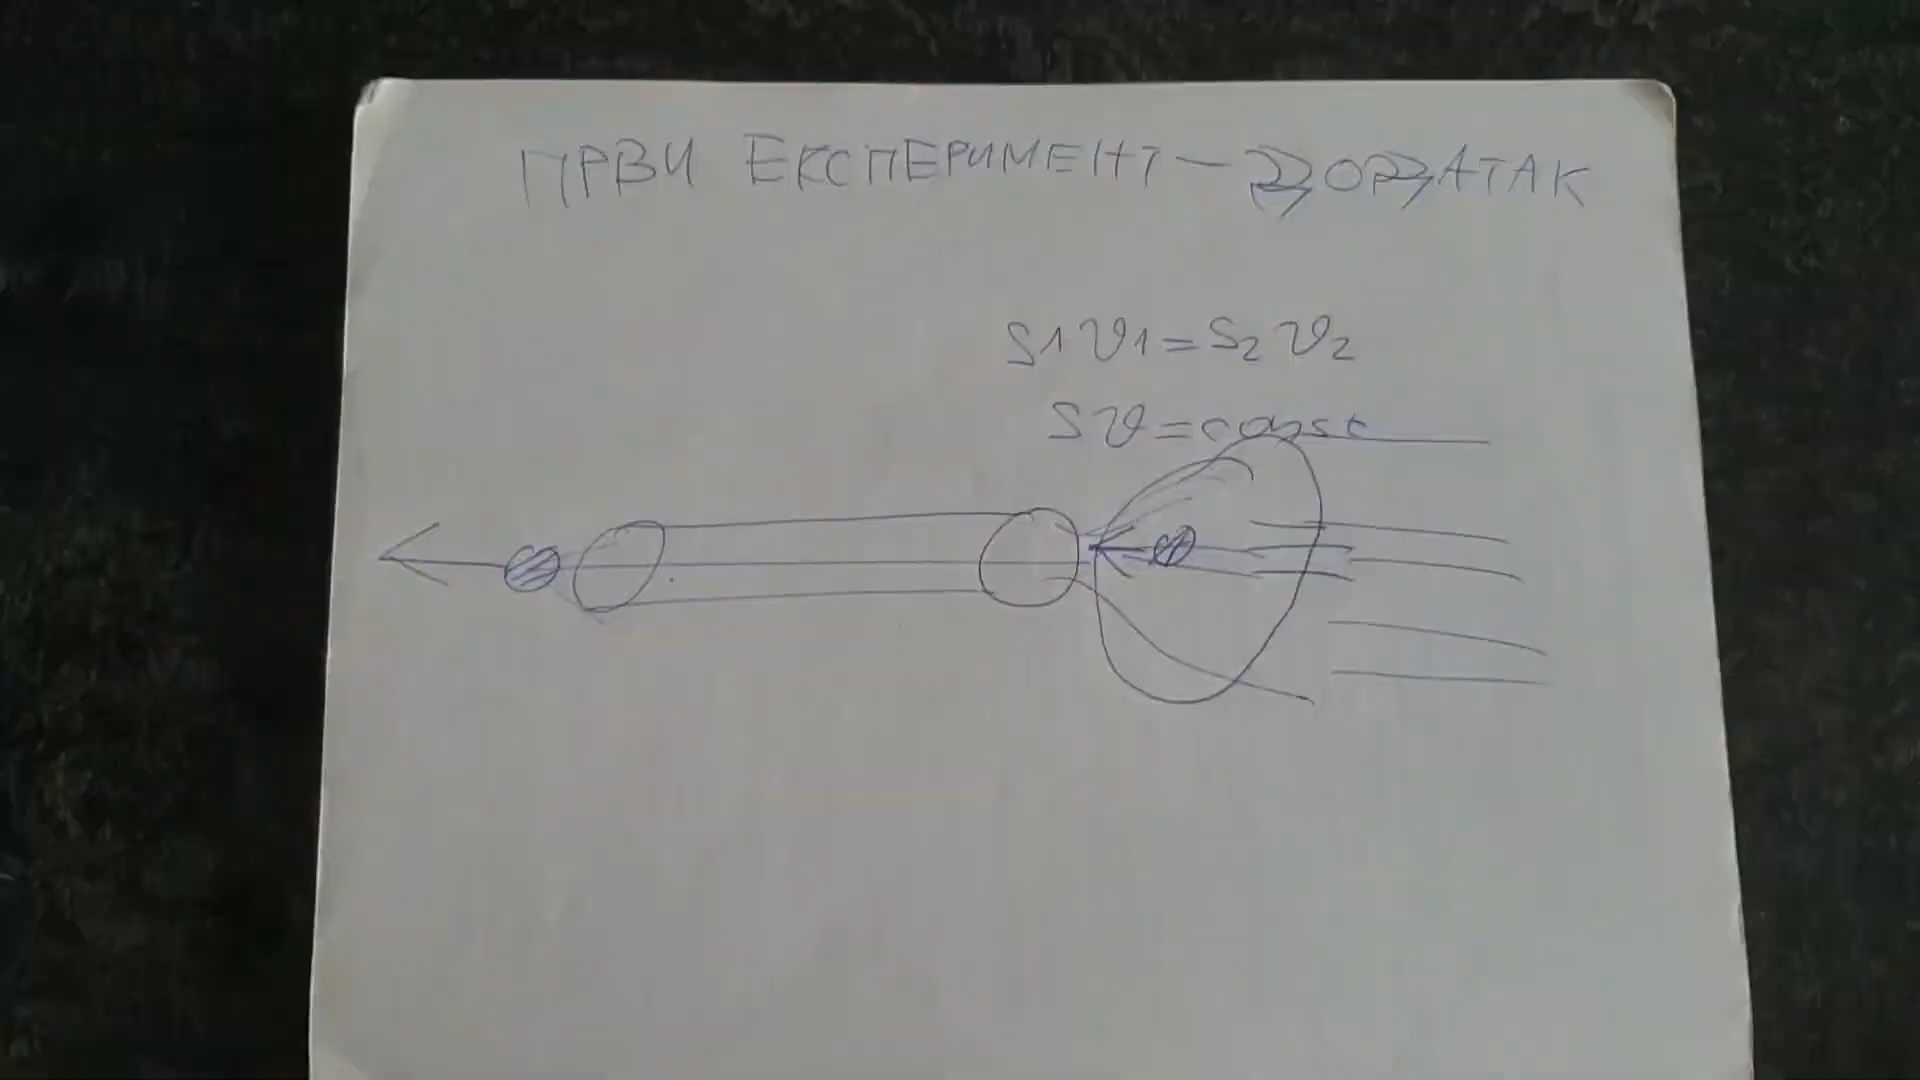 ПРВИ ЕКСПЕРИМЕНТ - ДОДАТАК
S1 v1 = S2 v2
S v = const